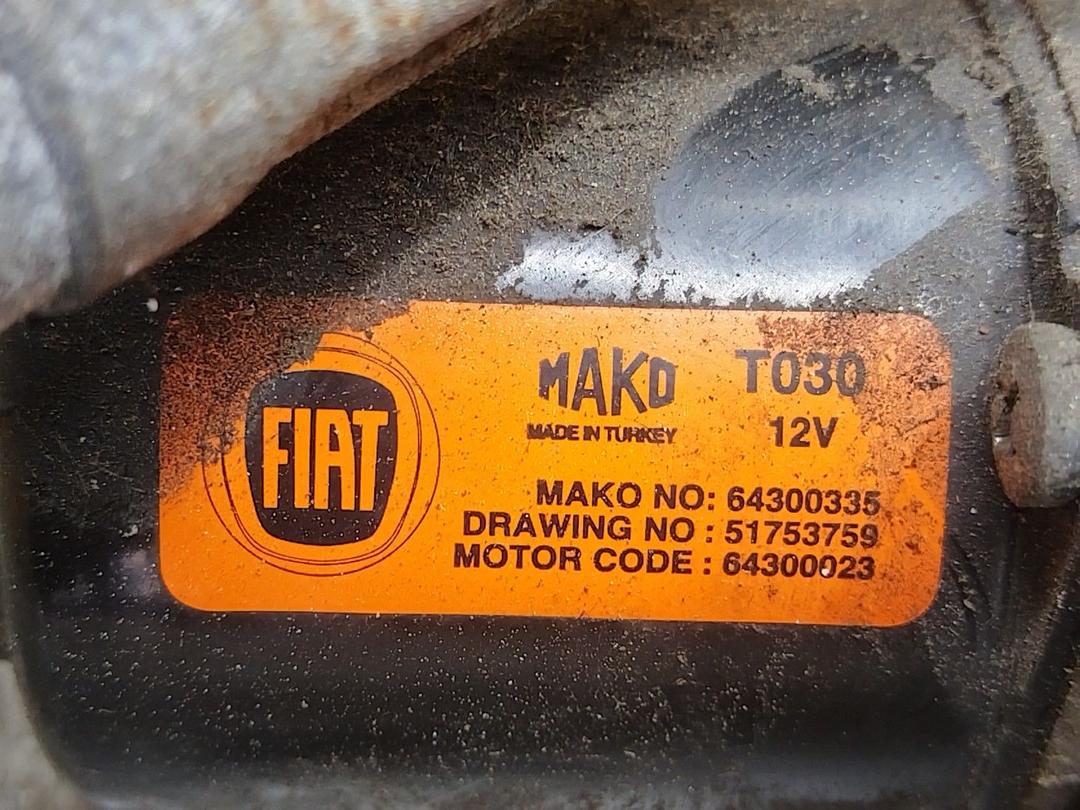 FIAT
MAKO T030
MADE IN TURKEY 12V
MAKO NO: 64300335
DRAWING NO : 51753759
MOTOR CODE : 64300023